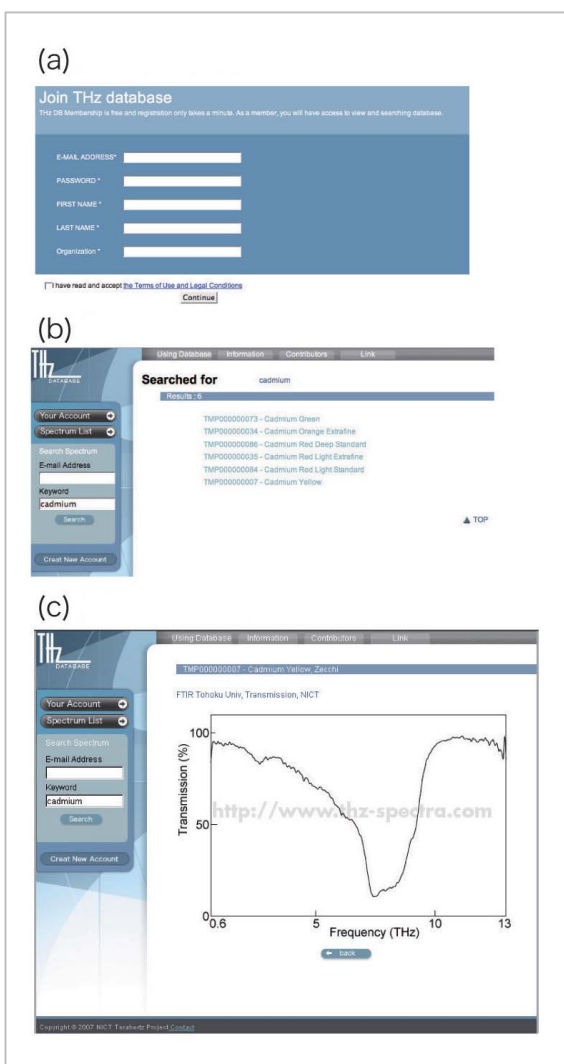 (a)
Join THz database
THz DB Membership is free and registration only takes a minute. As a member, you will have access to view and searching database.
E-MAIL ADDRESS*
PASSWORD *
FIRST NAME *
LAST NAME *
Organization *
I have read and accept the Terms of Use and Legal Conditions
Continue
(b)
THz
DATABASE
Using Database Information Contributors Link
Searched for cadmium
Results : 6
TMP000000073 - Cadmium Green
TMP000000034 - Cadmium Orange Extrafine
TMP000000086 - Cadmium Red Deep Standard
TMP000000035 - Cadmium Red Light Extrafine
TMP000000084 - Cadmium Red Light Standard
TMP000000007 - Cadmium Yellow
TOP
Your Account
Spectrum List
Search Spectrum
E-mail Address
Keyword
cadmium
Search
Creat New Account
(c)
THz
DATABASE
Using Database Information Contributors Link
TMP000000007 - Cadmium Yellow, Zecchi
FTIR Tohoku Univ, Transmission, NICT
Your Account
Spectrum List
Search Spectrum
E-mail Address
Keyword
cadmium
Search
Creat New Account
100
50
0
Transmission (%)
http://www.thz-spectra.com
0.6 5 10 13
Frequency (THz)
back
Copyright © 2007 NICT Terahertz Project Contact